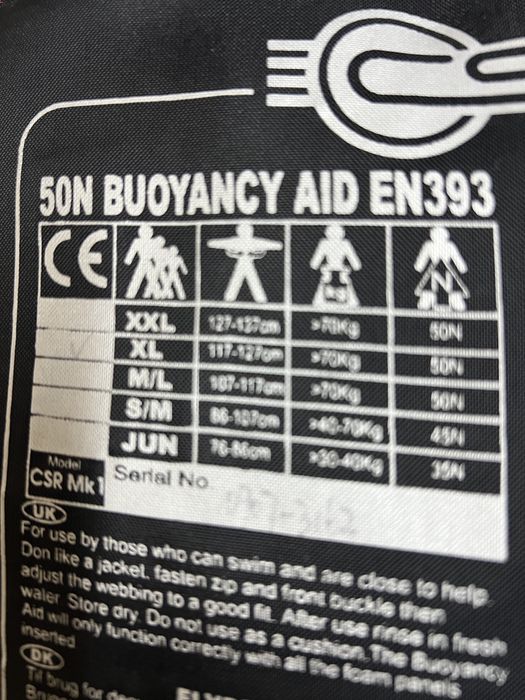 50N BUOYANCY AID EN393
CE
N
XXL 127-137cm >70Kg 50N
XL 117-127cm >70Kg 50N
M/L 107-117cm >70Kg 50N
S/M 86-107cm >40-70Kg 45N
JUN 76-86cm >30-40Kg 35N
Model
CSR Mk1 Serial No
UK
For use by those who can swim and are close to help.
Don like a jacket, fasten zip and front buckle then
adjust the webbing to a good fit. After use rinse in fresh
water. Store dry. Do not use as a cushion. The Buoyancy
Aid will only function correctly with all the foam panels
inserted
DK
Til brug for